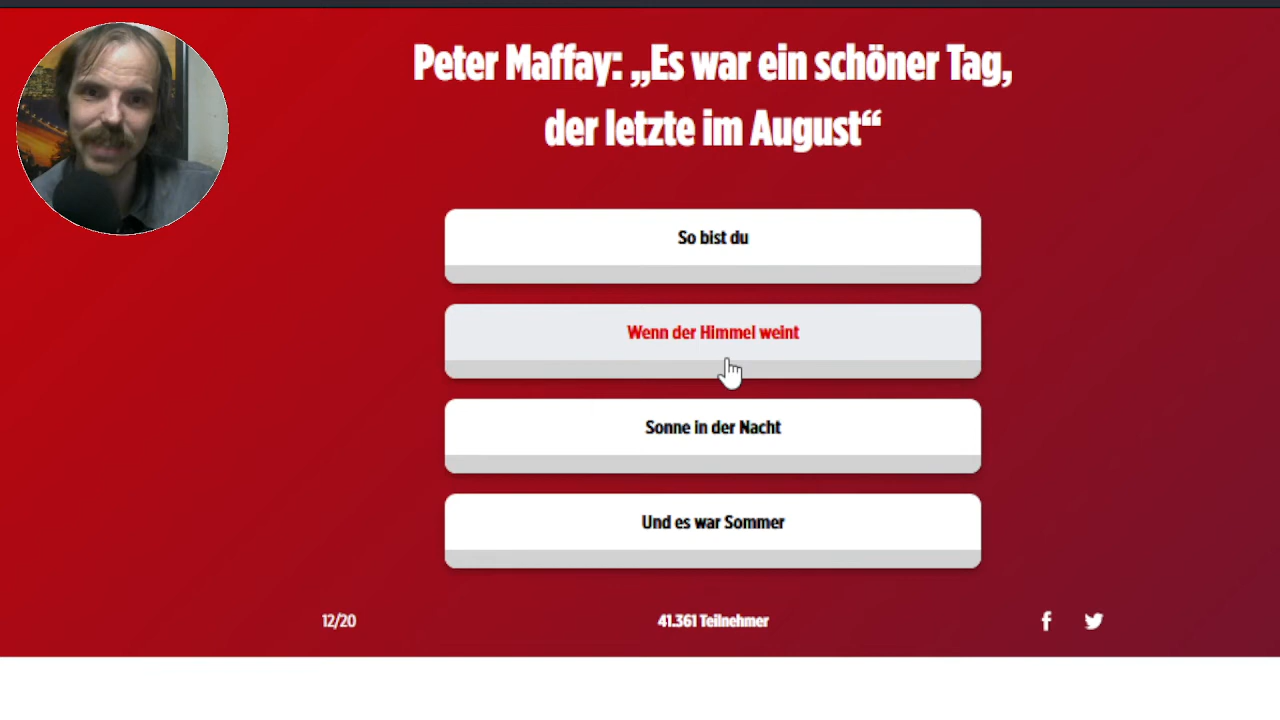 Peter Maffay: „Es war ein schöner Tag,
der letzte im August“
So bist du
Wenn der Himmel weint
Sonne in der Nacht
Und es war Sommer
12/20
41.361 Teilnehmer